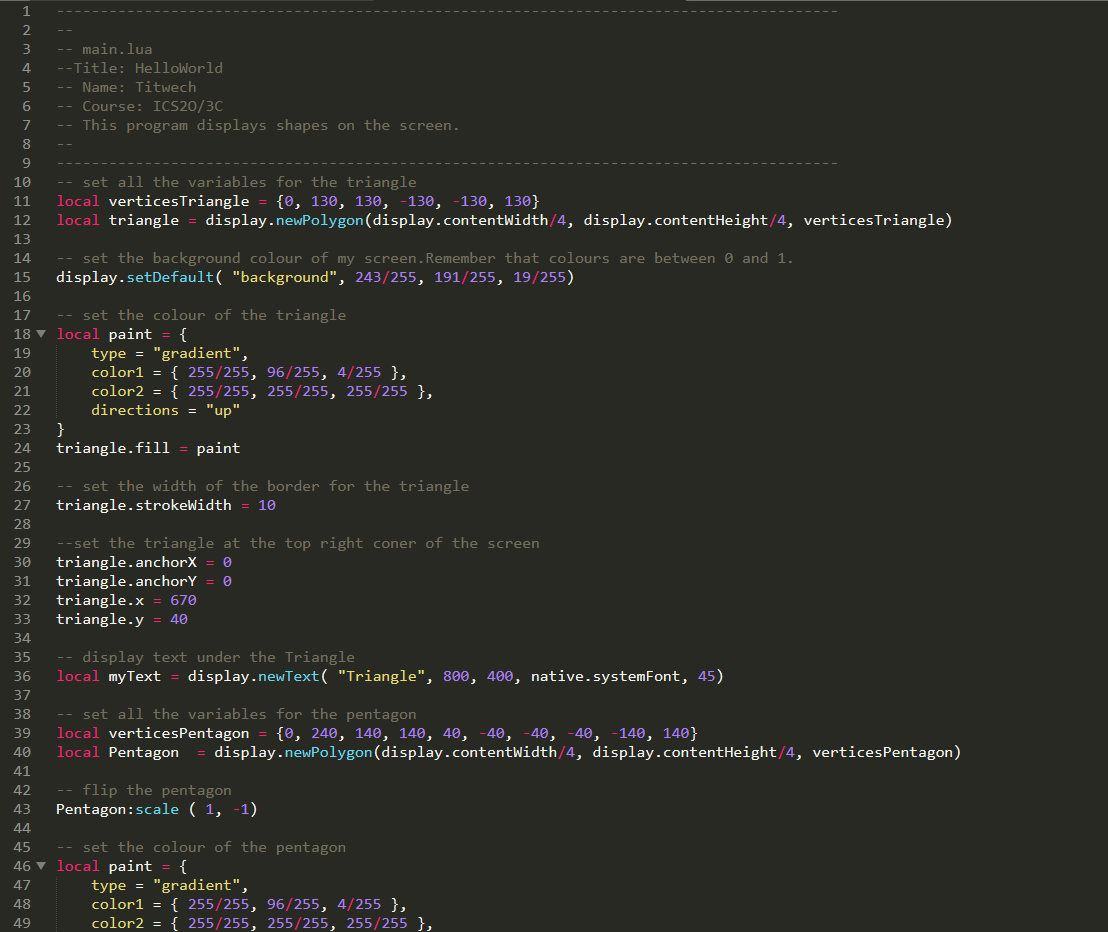 1 -----------------------------------------------------------------------------------------
2 --
3 -- main.lua
4 --Title: HelloWorld
5 -- Name: Titwech
6 -- Course: ICS2O/3C
7 -- This program displays shapes on the screen.
8 --
9 -----------------------------------------------------------------------------------------
10 -- set all the variables for the triangle
11 local verticesTriangle = {0, 130, 130, -130, -130, 130}
12 local triangle = display.newPolygon(display.contentWidth/4, display.contentHeight/4, verticesTriangle)
13
14 -- set the background colour of my screen.Remember that colours are between 0 and 1.
15 display.setDefault( "background", 243/255, 191/255, 19/255)
16
17 -- set the colour of the triangle
18 local paint = {
19     type = "gradient",
20     color1 = { 255/255, 96/255, 4/255 },
21     color2 = { 255/255, 255/255, 255/255 },
22     directions = "up"
23 }
24 triangle.fill = paint
25
26 -- set the width of the border for the triangle
27 triangle.strokeWidth = 10
28
29 --set the triangle at the top right coner of the screen
30 triangle.anchorX = 0
31 triangle.anchorY = 0
32 triangle.x = 670
33 triangle.y = 40
34
35 -- display text under the Triangle
36 local myText = display.newText( "Triangle", 800, 400, native.systemFont, 45)
37
38 -- set all the variables for the pentagon
39 local verticesPentagon = {0, 240, 140, 140, 40, -40, -40, -40, -140, 140}
40 local Pentagon  = display.newPolygon(display.contentWidth/4, display.contentHeight/4, verticesPentagon)
41
42 -- flip the pentagon
43 Pentagon:scale ( 1, -1)
44
45 -- set the colour of the pentagon
46 local paint = {
47     type = "gradient",
48     color1 = { 255/255, 96/255, 4/255 },
49     color2 = { 255/255, 255/255, 255/255 },